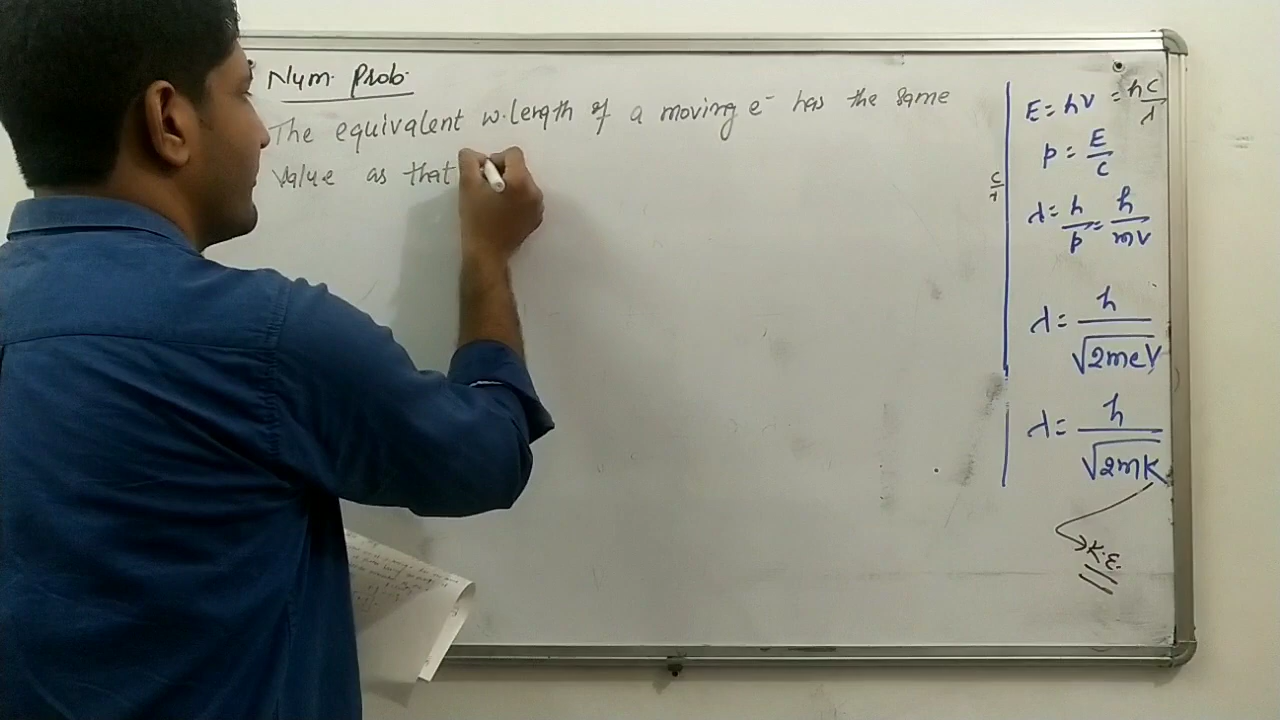 Num. Prob.
The equivalent w.length of a moving e⁻ has the same
value as that
E = hν = hc/λ
p = E/c
c/λ
λ = h/p = h/mv
λ = h/√2meV
λ = h/√2mK
K.E.